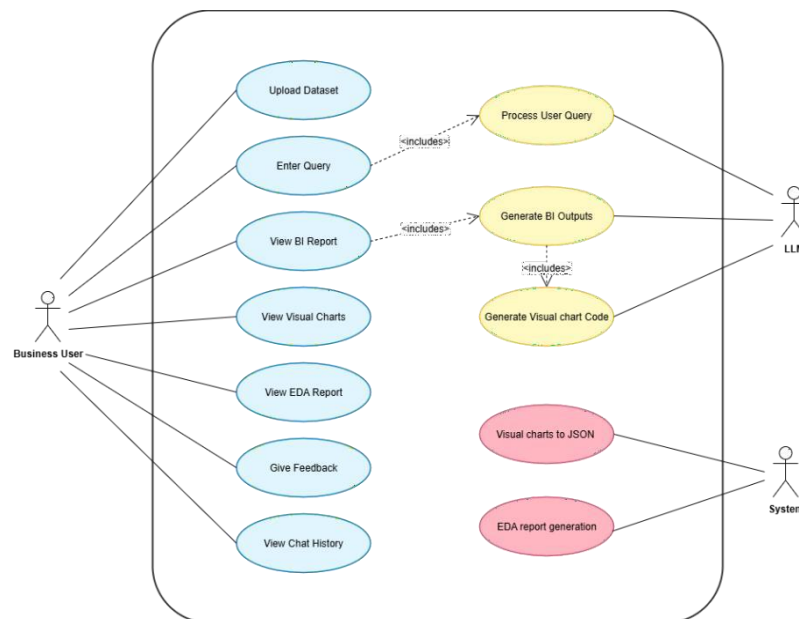 Upload Dataset
Process User Query
<includes>
Enter Query
Generate BI Outputs
<includes>
View BI Report
LLM
<includes>
View Visual Charts
Generate Visual chart Code
Business User
View EDA Report
Visual charts to JSON
Give Feedback
System
EDA report generation
View Chat History